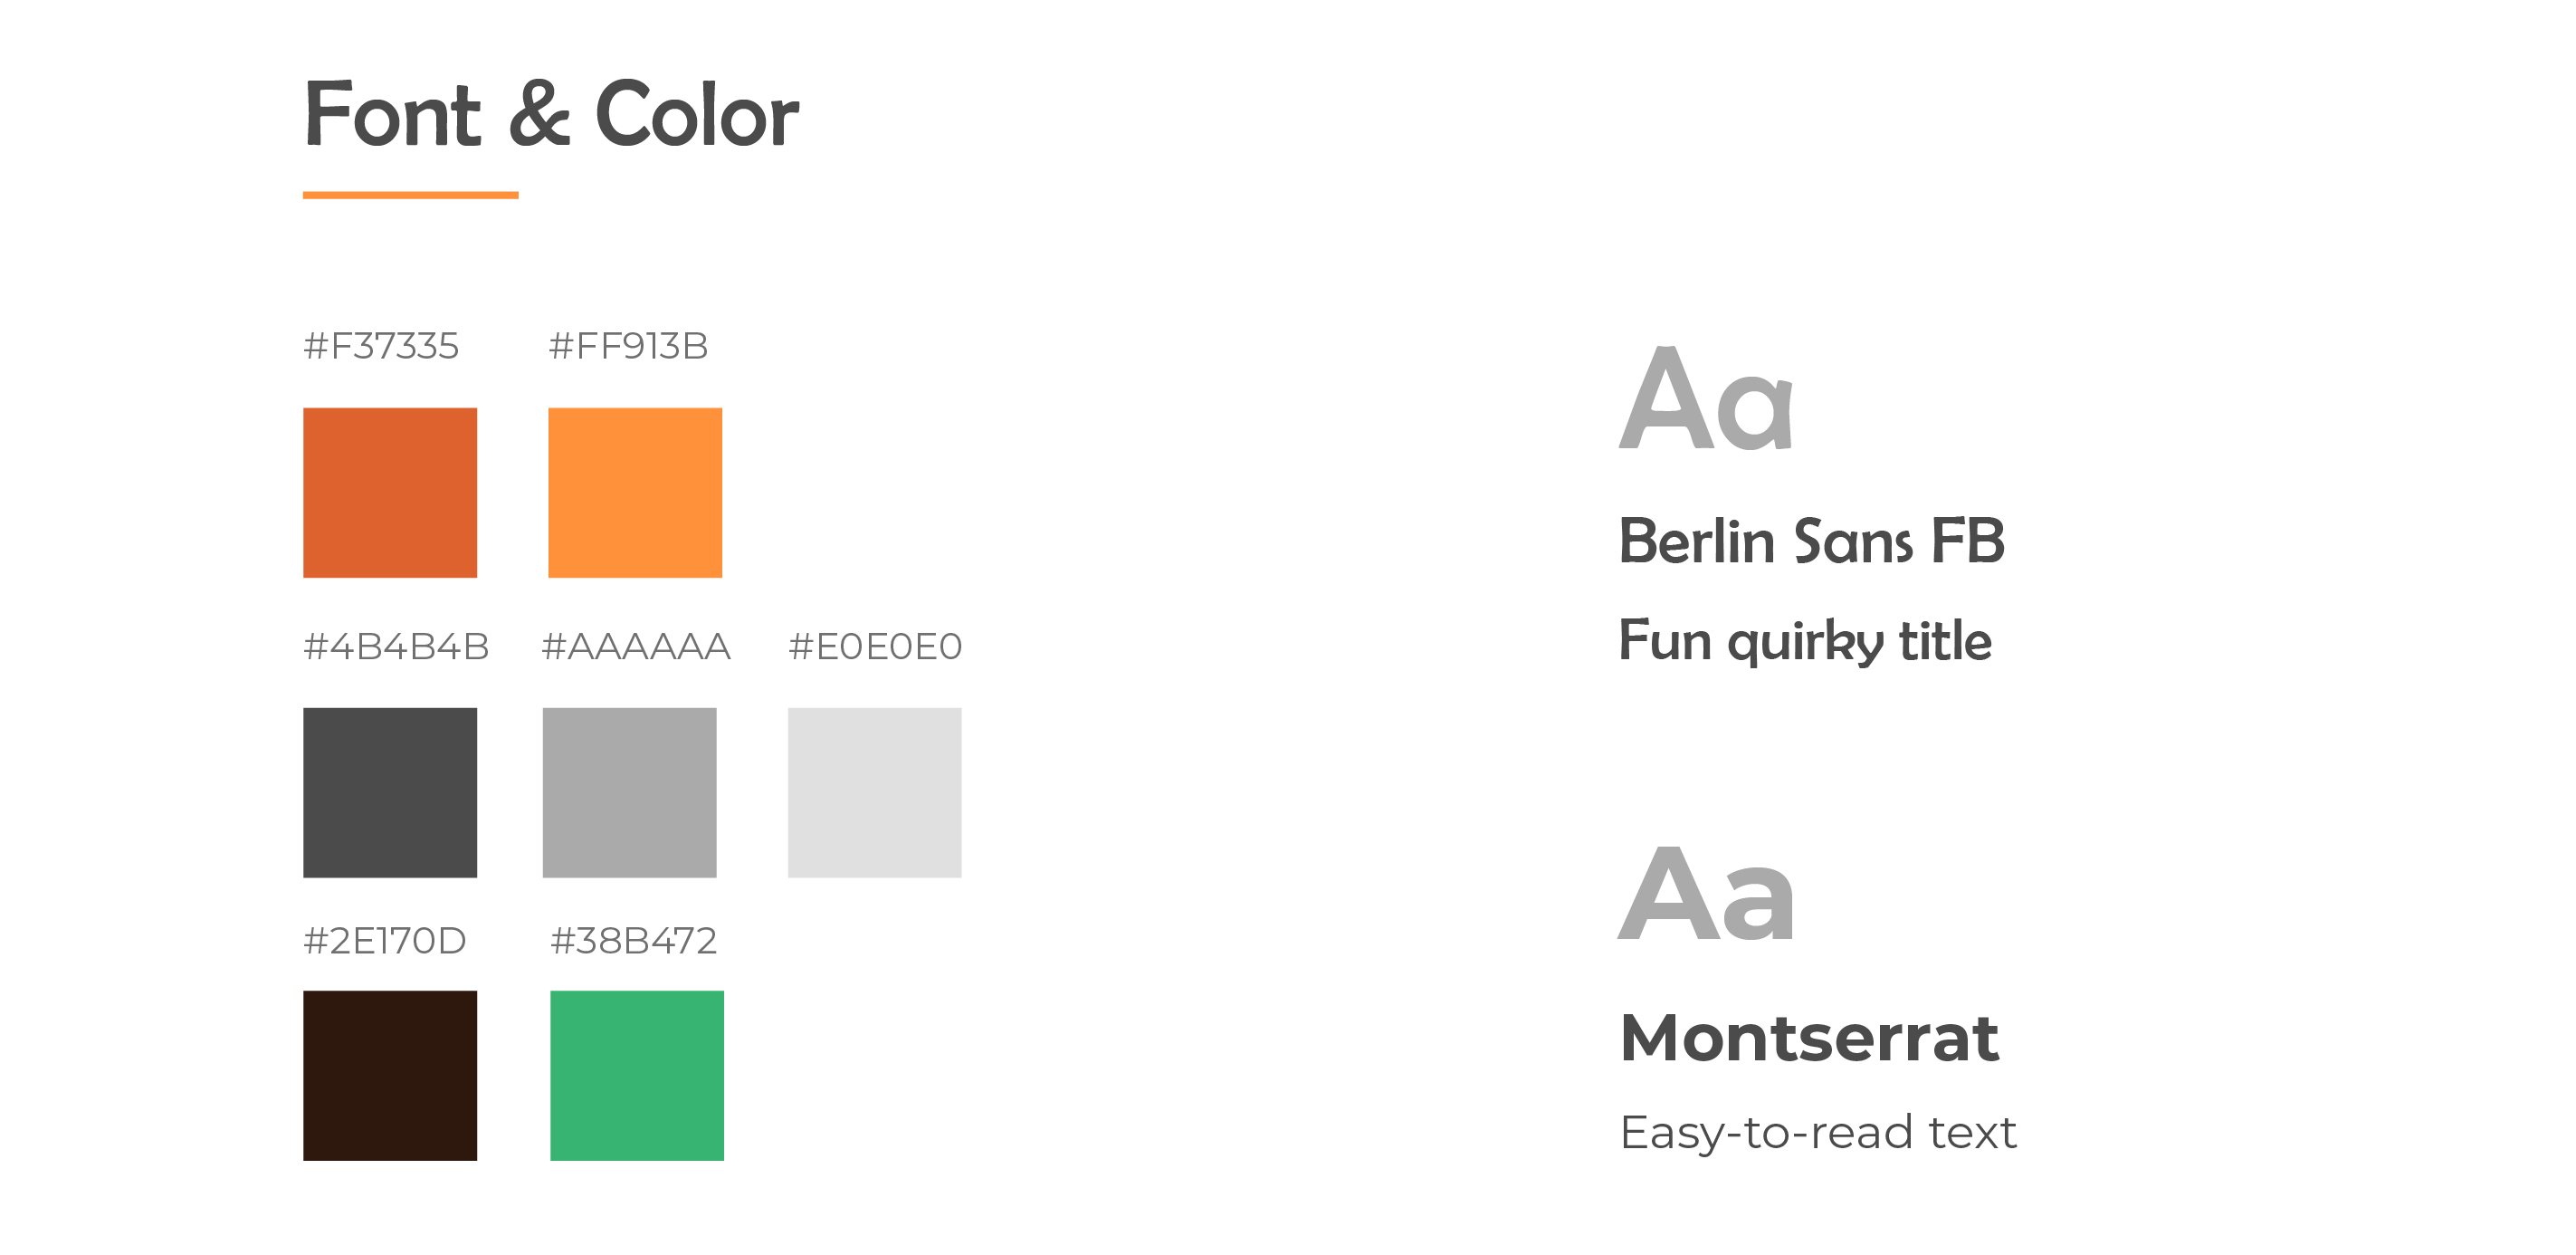 Font & Color
#F37335 #FF913B
#4B4B4B #AAAAAA #E0E0E0
#2E170D #38B472
Aa
Berlin Sans FB
Fun quirky title
Aa
Montserrat
Easy-to-read text